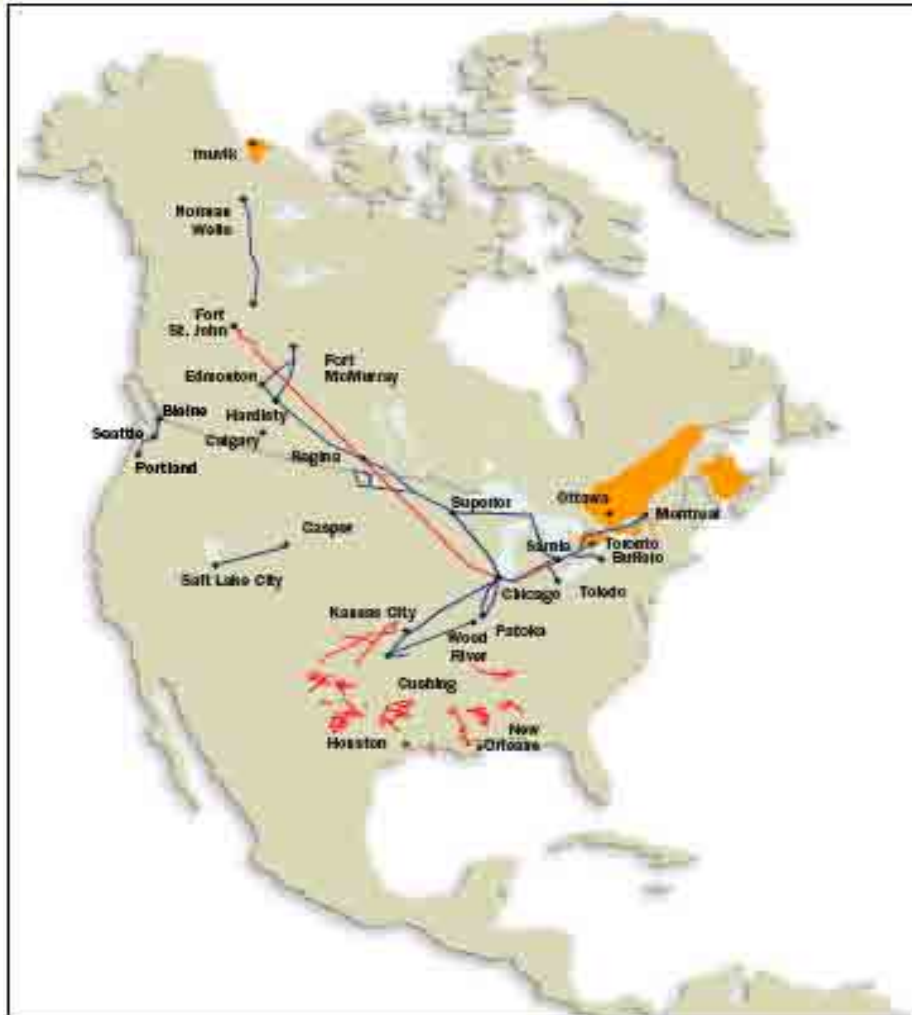 Inuvik
Norman
Wells
Fort
St. John
Fort
McMurray
Edmonton
Hardisty
Blaine
Seattle
Calgary
Portland
Regina
Superior
Ottawa
Montreal
Casper
Sarnia
Toronto
Buffalo
Salt Lake City
Chicago
Toledo
Kansas City
Wood
River
Patoka
Cushing
Houston
New
Orleans